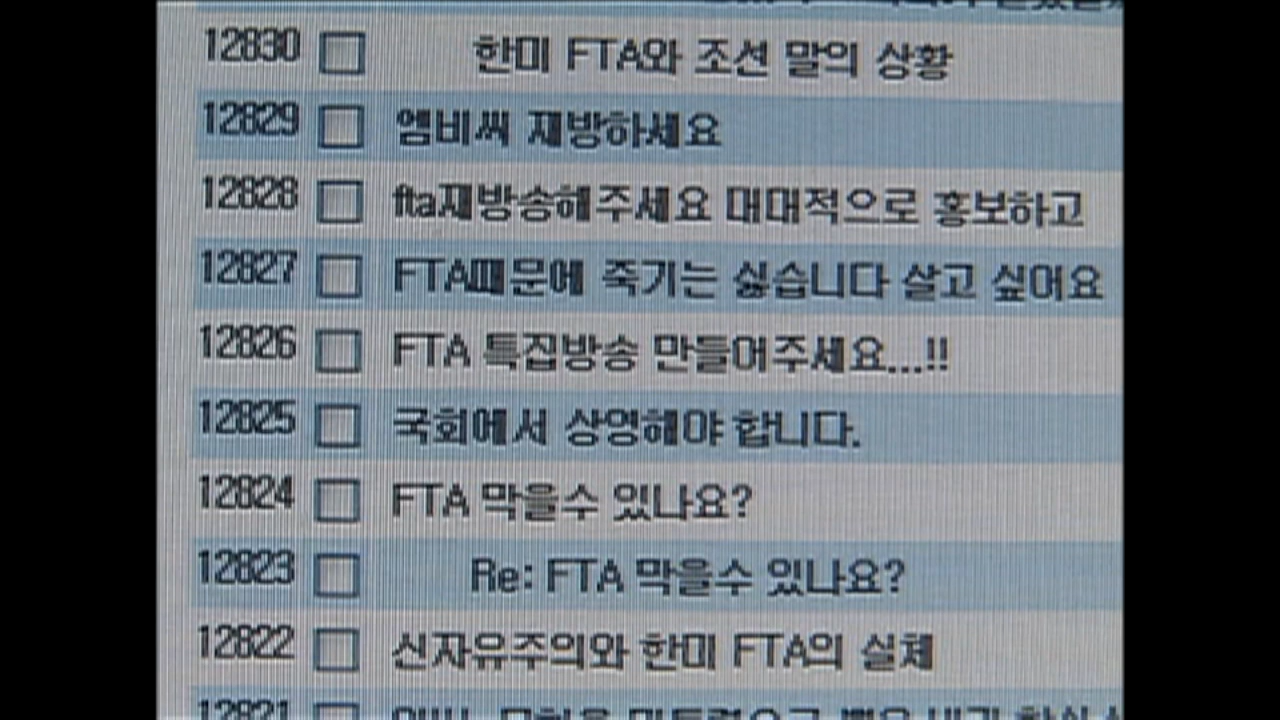 12830 한미 FTA와 조선 말의 상황
12829 엠비씨 재방하세요
12828 fta재방송해주세요 대대적으로 홍보하고
12827 FTA때문에 죽기는 싫습니다 살고 싶어요
12826 FTA 특집방송 만들어주세요...!!
12825 국회에서 상영해야 합니다.
12824 FTA 막을수 있나요?
12823 Re: FTA 막을수 있나요?
12822 신자유주의와 한미 FTA의 실체
12821